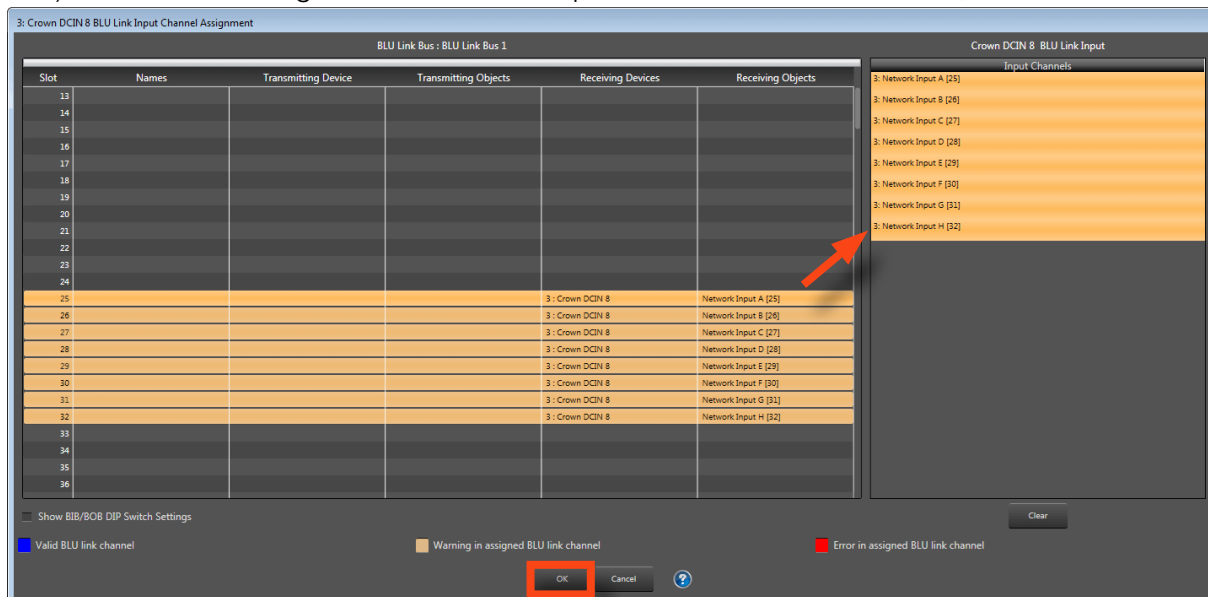 3: Crown DCIN 8 BLU Link Input Channel Assignment
BLU Link Bus : BLU Link Bus 1
Crown DCIN 8 BLU Link Input
Slot Names Transmitting Device Transmitting Objects Receiving Devices Receiving Objects
Input Channels
13
14
15
16
17
18
19
20
21
22
23
24
25 3 : Crown DCIN 8 Network Input A [25]
26 3 : Crown DCIN 8 Network Input B [26]
27 3 : Crown DCIN 8 Network Input C [27]
28 3 : Crown DCIN 8 Network Input D [28]
29 3 : Crown DCIN 8 Network Input E [29]
30 3 : Crown DCIN 8 Network Input F [30]
31 3 : Crown DCIN 8 Network Input G [31]
32 3 : Crown DCIN 8 Network Input H [32]
33
34
35
36
3: Network Input A [25]
3: Network Input B [26]
3: Network Input C [27]
3: Network Input D [28]
3: Network Input E [29]
3: Network Input F [30]
3: Network Input G [31]
3: Network Input H [32]
Show BIB/BOB DIP Switch Settings
Clear
Valid BLU link channel
Warning in assigned BLU link channel
Error in assigned BLU link channel
OK Cancel ?